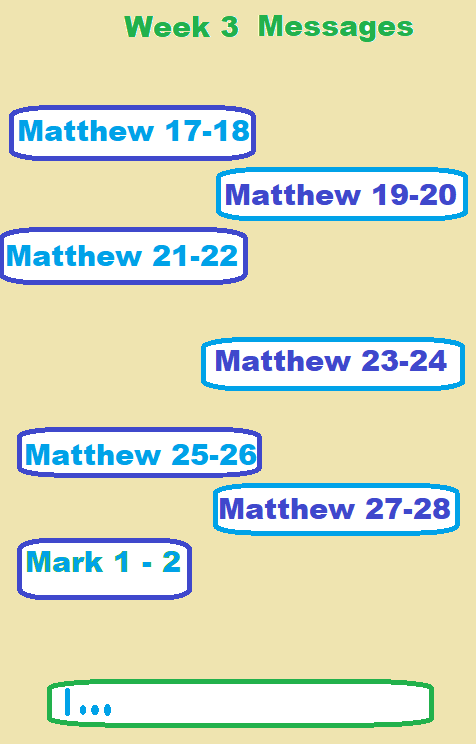 Week 3 Messages
Matthew 17-18
Matthew 19-20
Matthew 21-22
Matthew 23-24
Matthew 25-26
Matthew 27-28
Mark 1 - 2
...